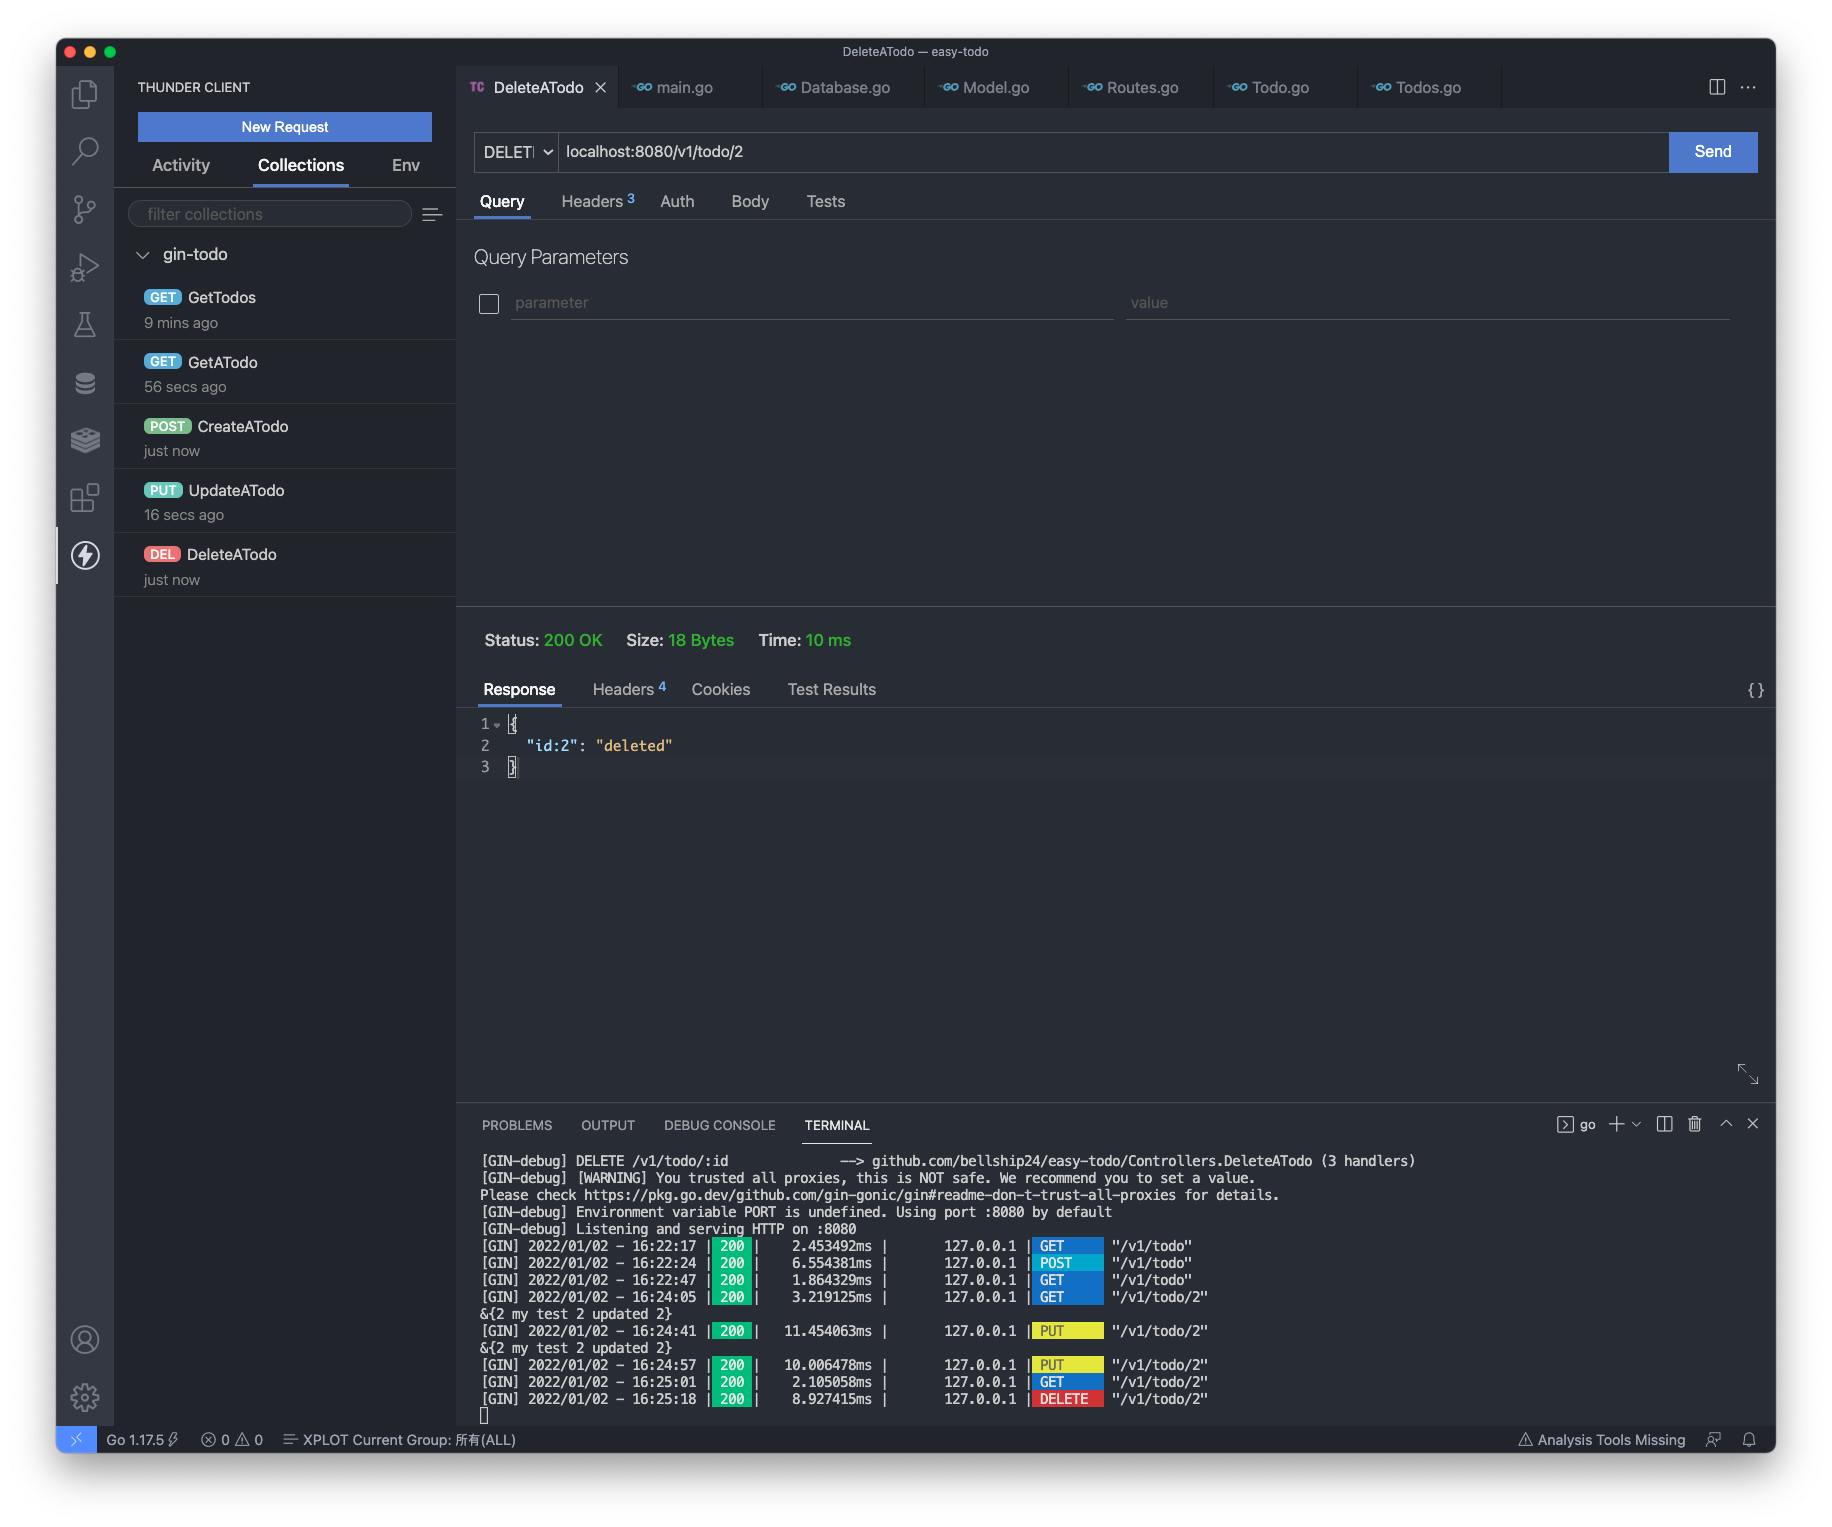 DeleteATodo — easy-todo
THUNDER CLIENT
New Request
Activity Collections Env
filter collections
gin-todo
GET GetTodos
9 mins ago
GET GetATodo
56 secs ago
POST CreateATodo
just now
PUT UpdateATodo
16 secs ago
DEL DeleteATodo
just now
TC DeleteATodo GO main.go GO Database.go GO Model.go GO Routes.go GO Todo.go GO Todos.go
DELET localhost:8080/v1/todo/2 Send
Query Headers 3 Auth Body Tests
Query Parameters
parameter value
Status: 200 OK Size: 18 Bytes Time: 10 ms
Response Headers 4 Cookies Test Results {}
1 {
2 "id:2": "deleted"
3 }
PROBLEMS OUTPUT DEBUG CONSOLE TERMINAL go
[GIN-debug] DELETE /v1/todo/:id --> github.com/bellship24/easy-todo/Controllers.DeleteATodo (3 handlers)
[GIN-debug] [WARNING] You trusted all proxies, this is NOT safe. We recommend you to set a value.
Please check https://pkg.go.dev/github.com/gin-gonic/gin#readme-don-t-trust-all-proxies for details.
[GIN-debug] Environment variable PORT is undefined. Using port :8080 by default
[GIN-debug] Listening and serving HTTP on :8080
[GIN] 2022/01/02 - 16:22:17 | 200 | 2.453492ms | 127.0.0.1 | GET "/v1/todo"
[GIN] 2022/01/02 - 16:22:24 | 200 | 6.554381ms | 127.0.0.1 | POST "/v1/todo"
[GIN] 2022/01/02 - 16:22:47 | 200 | 1.864329ms | 127.0.0.1 | GET "/v1/todo"
[GIN] 2022/01/02 - 16:24:05 | 200 | 3.219125ms | 127.0.0.1 | GET "/v1/todo/2"
&{2 my test 2 updated 2}
[GIN] 2022/01/02 - 16:24:41 | 200 | 11.454063ms | 127.0.0.1 | PUT "/v1/todo/2"
&{2 my test 2 updated 2}
[GIN] 2022/01/02 - 16:24:57 | 200 | 10.006478ms | 127.0.0.1 | PUT "/v1/todo/2"
[GIN] 2022/01/02 - 16:25:01 | 200 | 2.105058ms | 127.0.0.1 | GET "/v1/todo/2"
[GIN] 2022/01/02 - 16:25:18 | 200 | 8.927415ms | 127.0.0.1 | DELETE "/v1/todo/2"
Go 1.17.5 0 0 XPLOT Current Group: 所有(ALL) Analysis Tools Missing